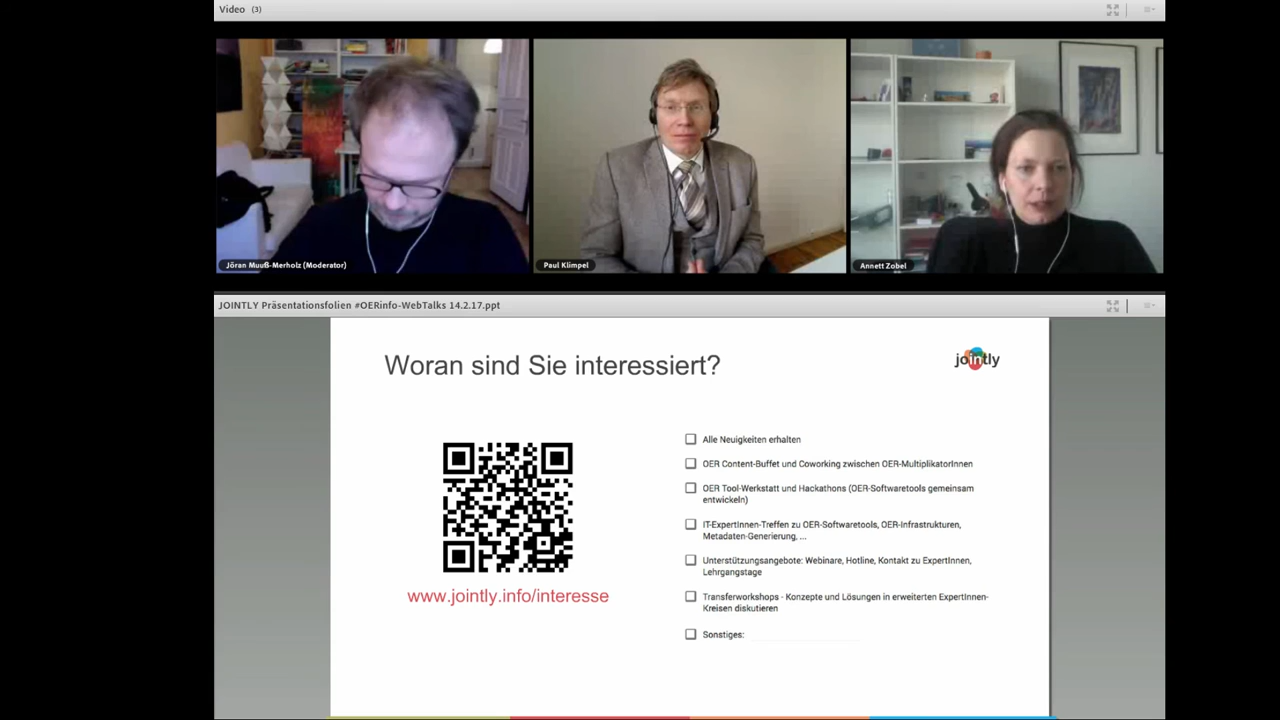 Video (3)
Jöran Muuß-Merholz (Moderator)
Paul Klimpel
Annett Zobel
JOINTLY Präsentationsfolien #OERinfo-WebTalks 14.2.17.ppt
Woran sind Sie interessiert?
jointly
www.jointly.info/interesse
Alle Neuigkeiten erhalten
OER Content-Buffet und Coworking zwischen OER-MultiplikatorInnen
OER Tool-Werkstatt und Hackathons (OER-Softwaretools gemeinsam
entwickeln)
IT-ExpertInnen-Treffen zu OER-Softwaretools, OER-Infrastrukturen,
Metadaten-Generierung, ...
Unterstützungsangebote: Webinare, Hotline, Kontakt zu ExpertInnen,
Lehrgangstage
Transferworkshops - Konzepte und Lösungen in erweiterten ExpertInnen-
Kreisen diskutieren
Sonstiges: